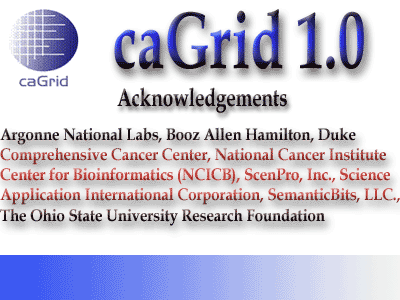 caGrid 1.0
caGrid
Acknowledgements
Argonne National Labs, Booz Allen Hamilton, Duke
Comprehensive Cancer Center, National Cancer Institute
Center for Bioinformatics (NCICB), ScenPro, Inc., Science
Application International Corporation, SemanticBits, LLC.,
The Ohio State University Research Foundation